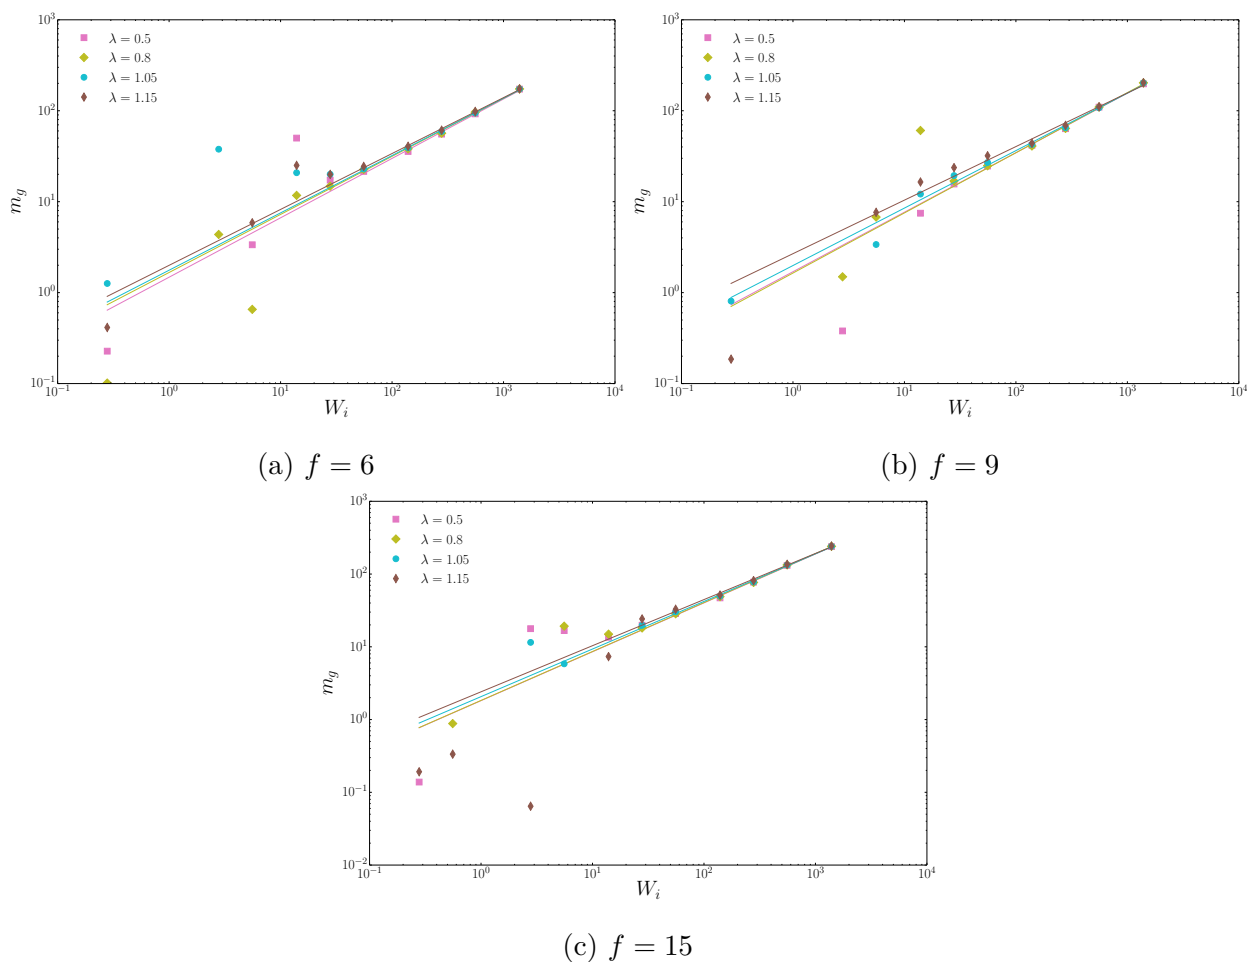 10³
10²
10¹
10⁰
10⁻¹
m_g
λ = 0.5
λ = 0.8
λ = 1.05
λ = 1.15
10⁻¹ 10⁰ 10¹ 10² 10³ 10⁴
W_i
(a) f = 6
10³
10²
10¹
10⁰
10⁻¹
m_g
λ = 0.5
λ = 0.8
λ = 1.05
λ = 1.15
10⁻¹ 10⁰ 10¹ 10² 10³ 10⁴
W_i
(b) f = 9
10³
10²
10¹
10⁰
10⁻¹
10⁻²
m_g
λ = 0.5
λ = 0.8
λ = 1.05
λ = 1.15
10⁻¹ 10⁰ 10¹ 10² 10³ 10⁴
W_i
(c) f = 15